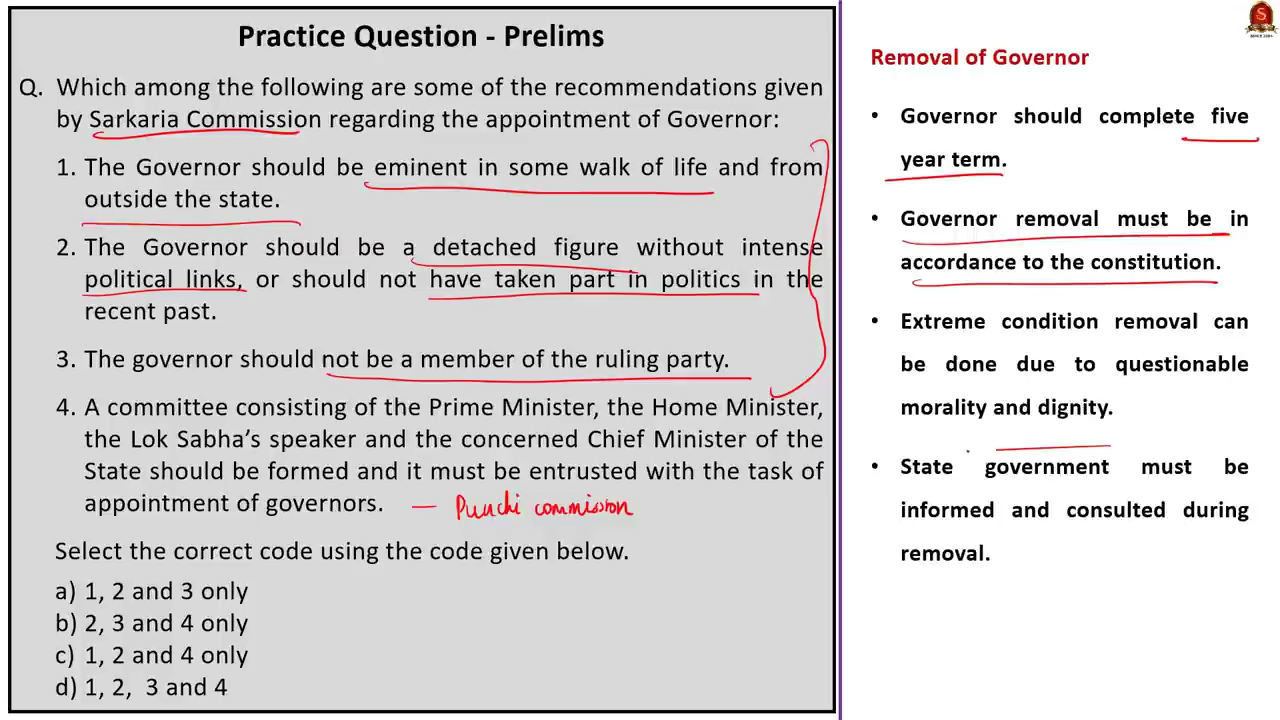 Practice Question - Prelims
Q. Which among the following are some of the recommendations given
by Sarkaria Commission regarding the appointment of Governor:
1. The Governor should be eminent in some walk of life and from
outside the state.
2. The Governor should be a detached figure without intense
political links, or should not have taken part in politics in the
recent past.
3. The governor should not be a member of the ruling party.
4. A committee consisting of the Prime Minister, the Home Minister,
the Lok Sabha's speaker and the concerned Chief Minister of the
State should be formed and it must be entrusted with the task of
appointment of governors. — Punchi commission
Select the correct code using the code given below.
a) 1, 2 and 3 only
b) 2, 3 and 4 only
c) 1, 2 and 4 only
d) 1, 2, 3 and 4
S
SINCE 2004
Removal of Governor
• Governor should complete five
year term.
• Governor removal must be in
accordance to the constitution.
• Extreme condition removal can
be done due to questionable
morality and dignity.
• State government must be
informed and consulted during
removal.